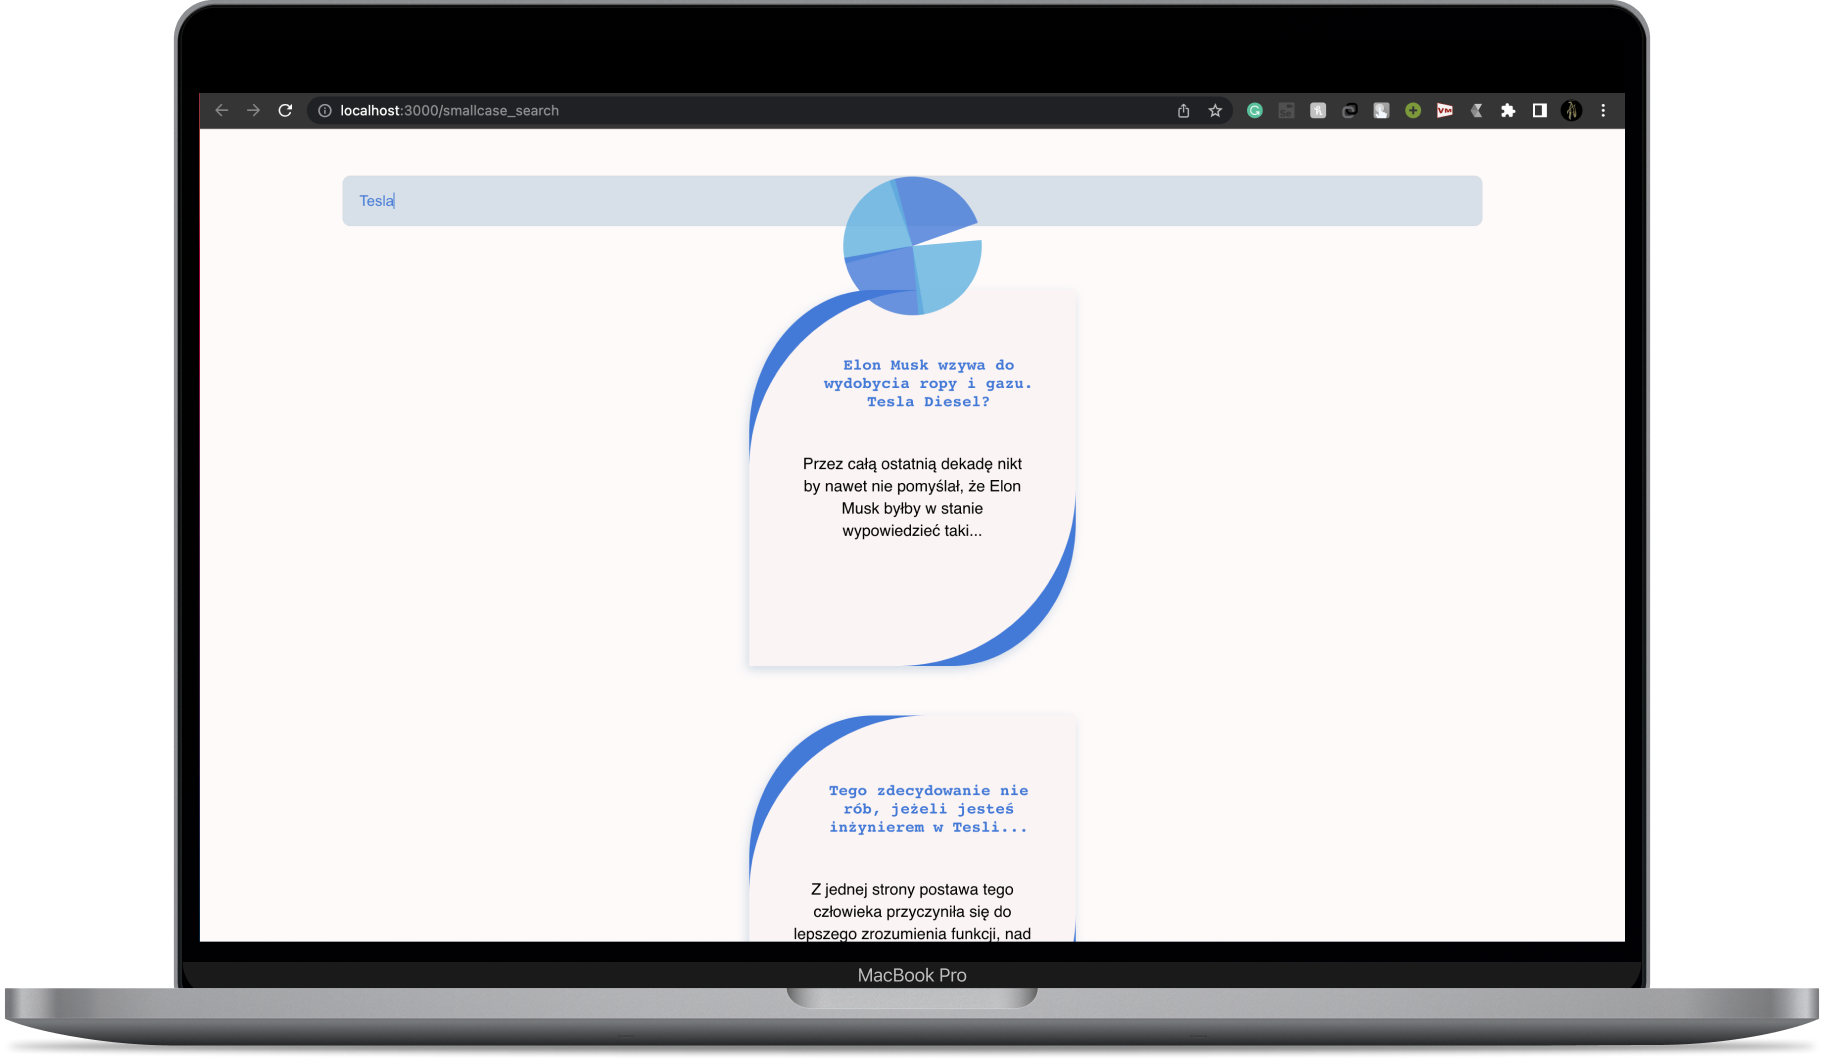 localhost:3000/smallcase_search
VM
Tesla
Elon Musk wzywa do
wydobycia ropy i gazu.
Tesla Diesel?
Przez całą ostatnią dekadę nikt
by nawet nie pomyślał, że Elon
Musk byłby w stanie
wypowiedzieć taki...
Tego zdecydowanie nie
rób, jeżeli jesteś
inżynierem w Tesli...
Z jednej strony postawa tego
człowieka przyczyniła się do
lepszego zrozumienia funkcji, nad
MacBook Pro